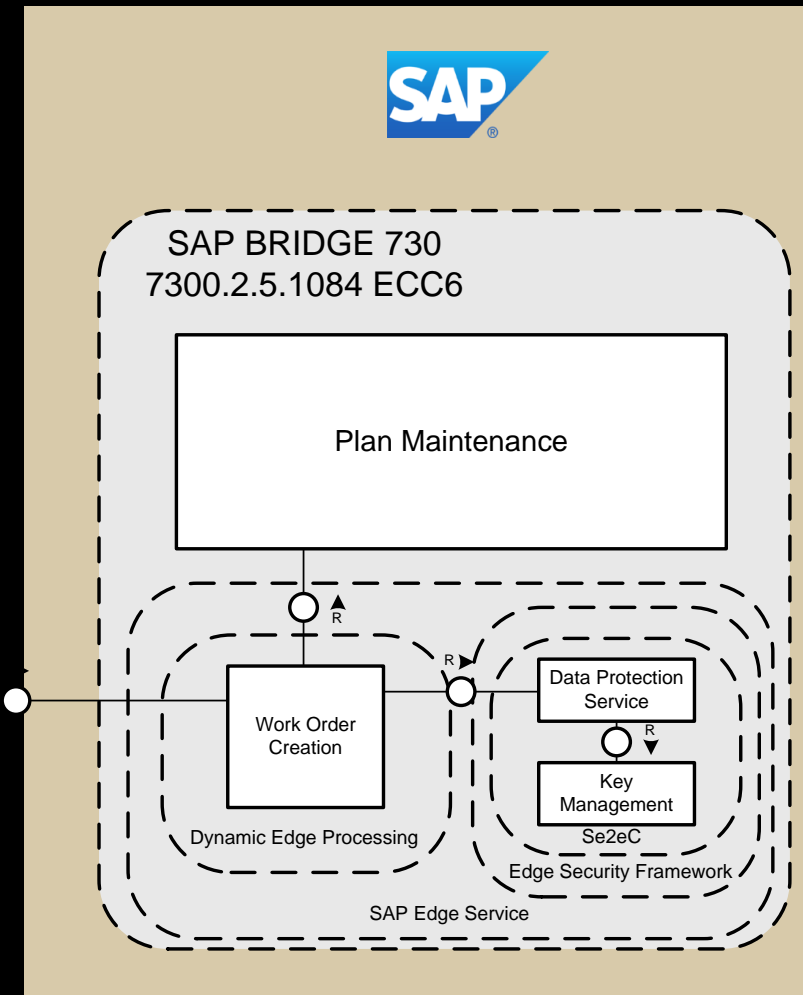 SAP
®
SAP BRIDGE 730
7300.2.5.1084 ECC6
Plan Maintenance
R
R
Data Protection
Service
Work Order
Creation
R
Key
Management
Se2eC
Dynamic Edge Processing
Edge Security Framework
SAP Edge Service